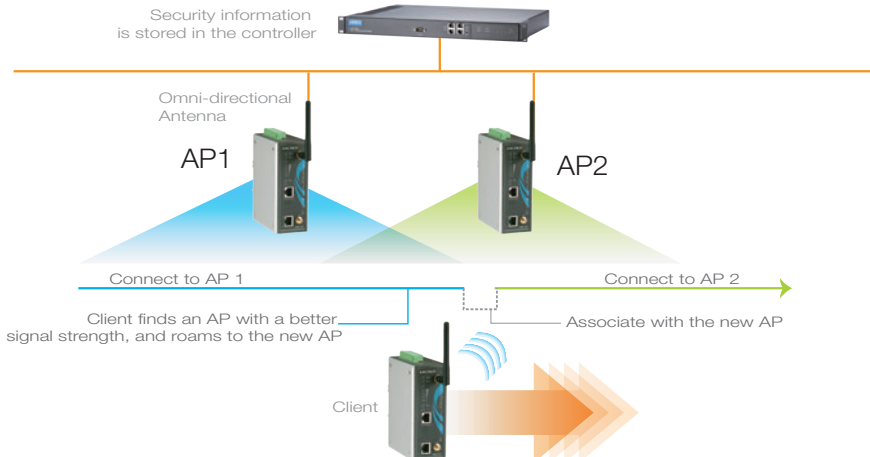 Security information
is stored in the controller
Omni-directional
Antenna
AP1
AP2
Connect to AP 1
Connect to AP 2
Client finds an AP with a better
signal strength, and roams to the new AP
Associate with the new AP
Client